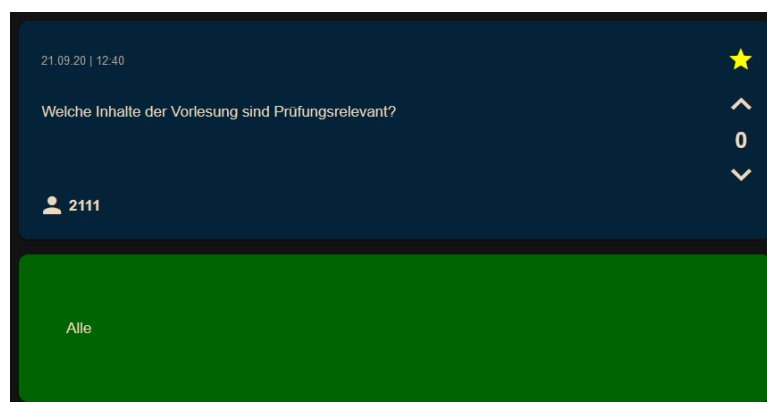 21.09.20 | 12:40
Welche Inhalte der Vorlesung sind Prüfungsrelevant?
0
2111
Alle